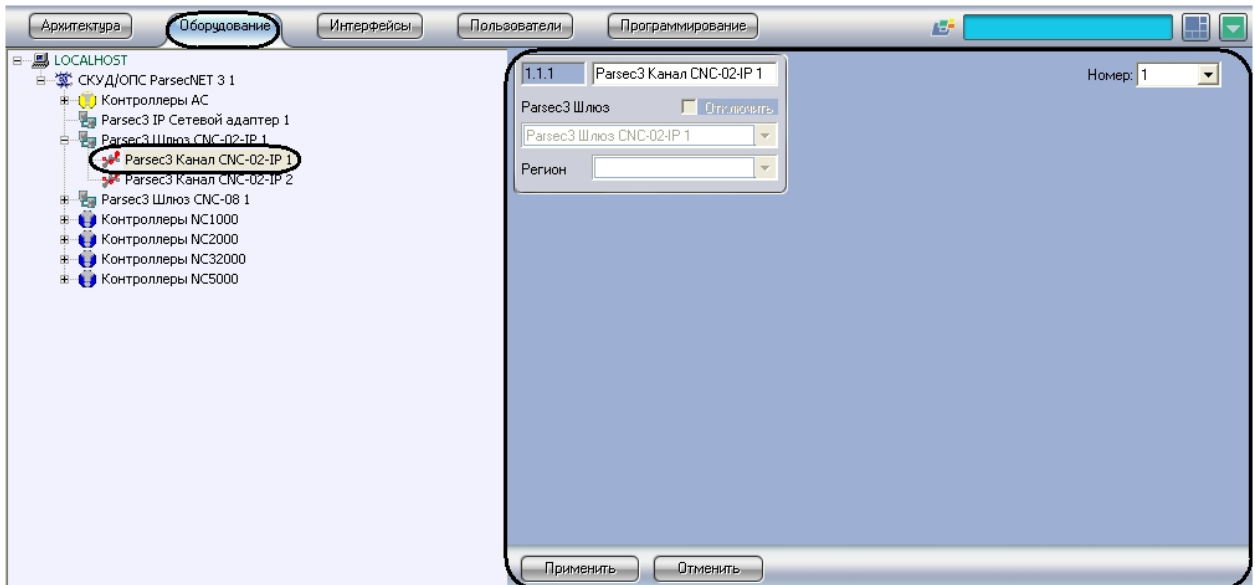 Архитектура Оборудование Интерфейсы Пользователи Программирование
LOCALHOST
СКУД/ОПС ParsecNET 3 1
Контроллеры AC
Parsec3 IP Сетевой адаптер 1
Parsec3 Шлюз CNC-02-IP 1
Parsec3 Канал CNC-02-IP 1
Parsec3 Канал CNC-02-IP 2
Parsec3 Шлюз CNC-08 1
Контроллеры NC1000
Контроллеры NC2000
Контроллеры NC32000
Контроллеры NC5000
1.1.1 Parsec3 Канал CNC-02-IP 1
Номер: 1
Parsec3 Шлюз Отключить
Parsec3 Шлюз CNC-02-IP 1
Регион
Применить Отменить